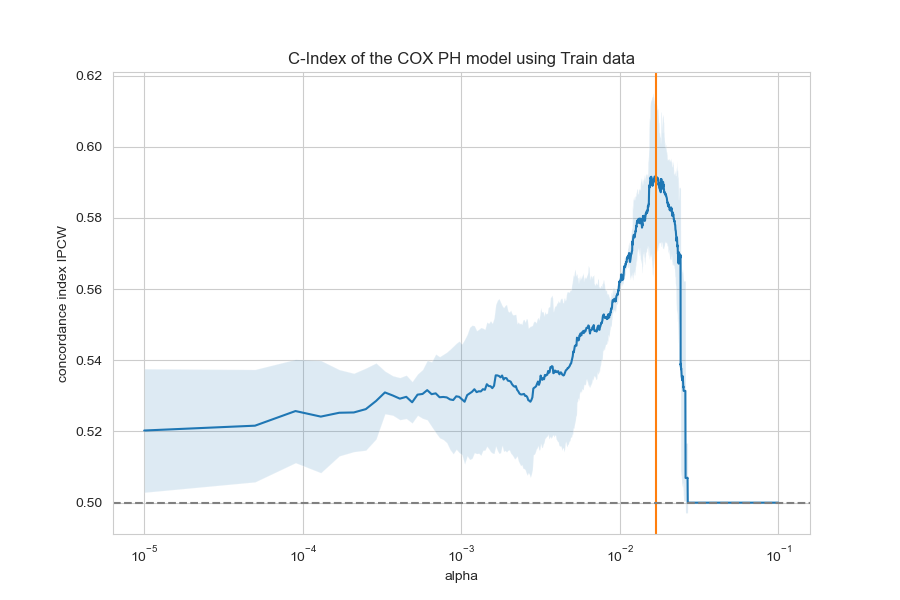 C-Index of the COX PH model using Train data
concordance index IPCW
0.62
0.60
0.58
0.56
0.54
0.52
0.50
10⁻⁵ 10⁻⁴ 10⁻³ 10⁻² 10⁻¹
alpha